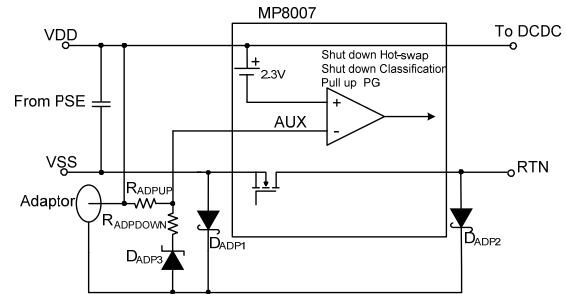 MP8007
VDD
To DCDC
+
2.3V
Shut down Hot-swap
Shut down Classification
Pull up PG
From PSE
+
AUX
-
VSS
RTN
Adaptor
RADPUP
RADPDOWN
DADP1
DADP2
DADP3